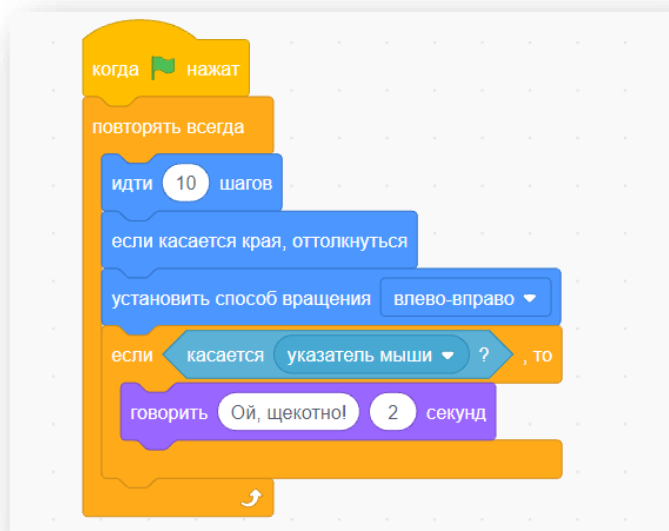 когда нажат
повторять всегда
идти 10 шагов
если касается края, оттолкнуться
установить способ вращения влево-вправо
если касается указатель мыши ? , то
говорить Ой, щекотно! 2 секунд